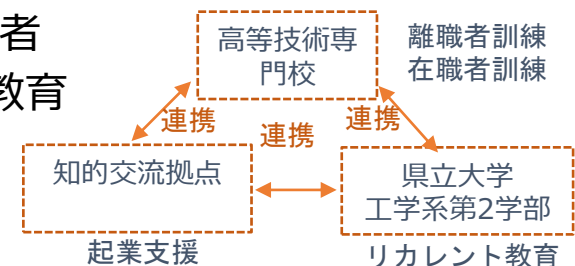 者
教育
高等技術専
門校
離職者訓練
在職者訓練
連携
連携
連携
知的交流拠点
県立大学
工学系第2学部
起業支援
リカレント教育